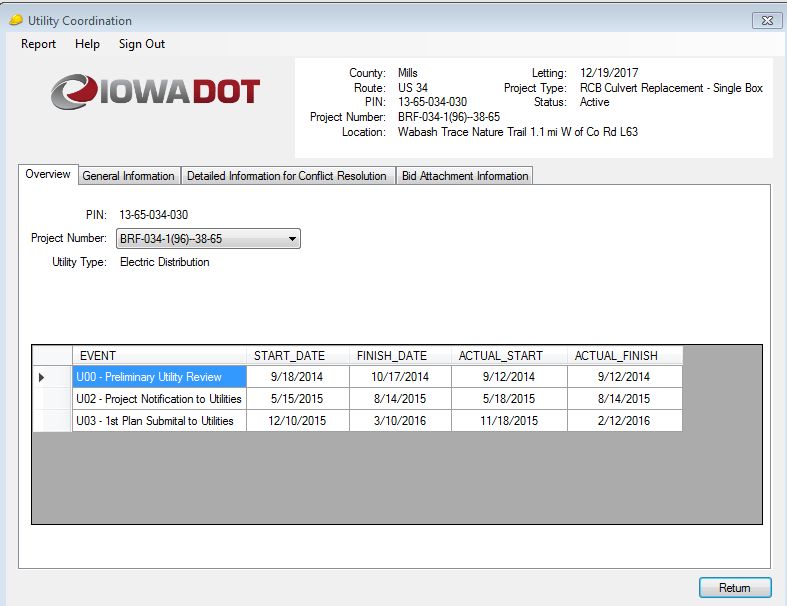 Utility Coordination
Report Help Sign Out
IOWADOT
County: Mills Letting: 12/19/2017
Route: US 34 Project Type: RCB Culvert Replacement - Single Box
PIN: 13-65-034-030 Status: Active
Project Number: BRF-034-1(96)--38-65
Location: Wabash Trace Nature Trail 1.1 mi W of Co Rd L63
Overview General Information Detailed Information for Conflict Resolution Bid Attachment Information
PIN: 13-65-034-030
Project Number: BRF-034-1(96)--38-65
Utility Type: Electric Distribution
EVENT START_DATE FINISH_DATE ACTUAL_START ACTUAL_FINISH
U00 - Preliminary Utility Review 9/18/2014 10/17/2014 9/12/2014 9/12/2014
U02 - Project Notification to Utilities 5/15/2015 8/14/2015 5/18/2015 8/14/2015
U03 - 1st Plan Submital to Utilities 12/10/2015 3/10/2016 11/18/2015 2/12/2016
Return